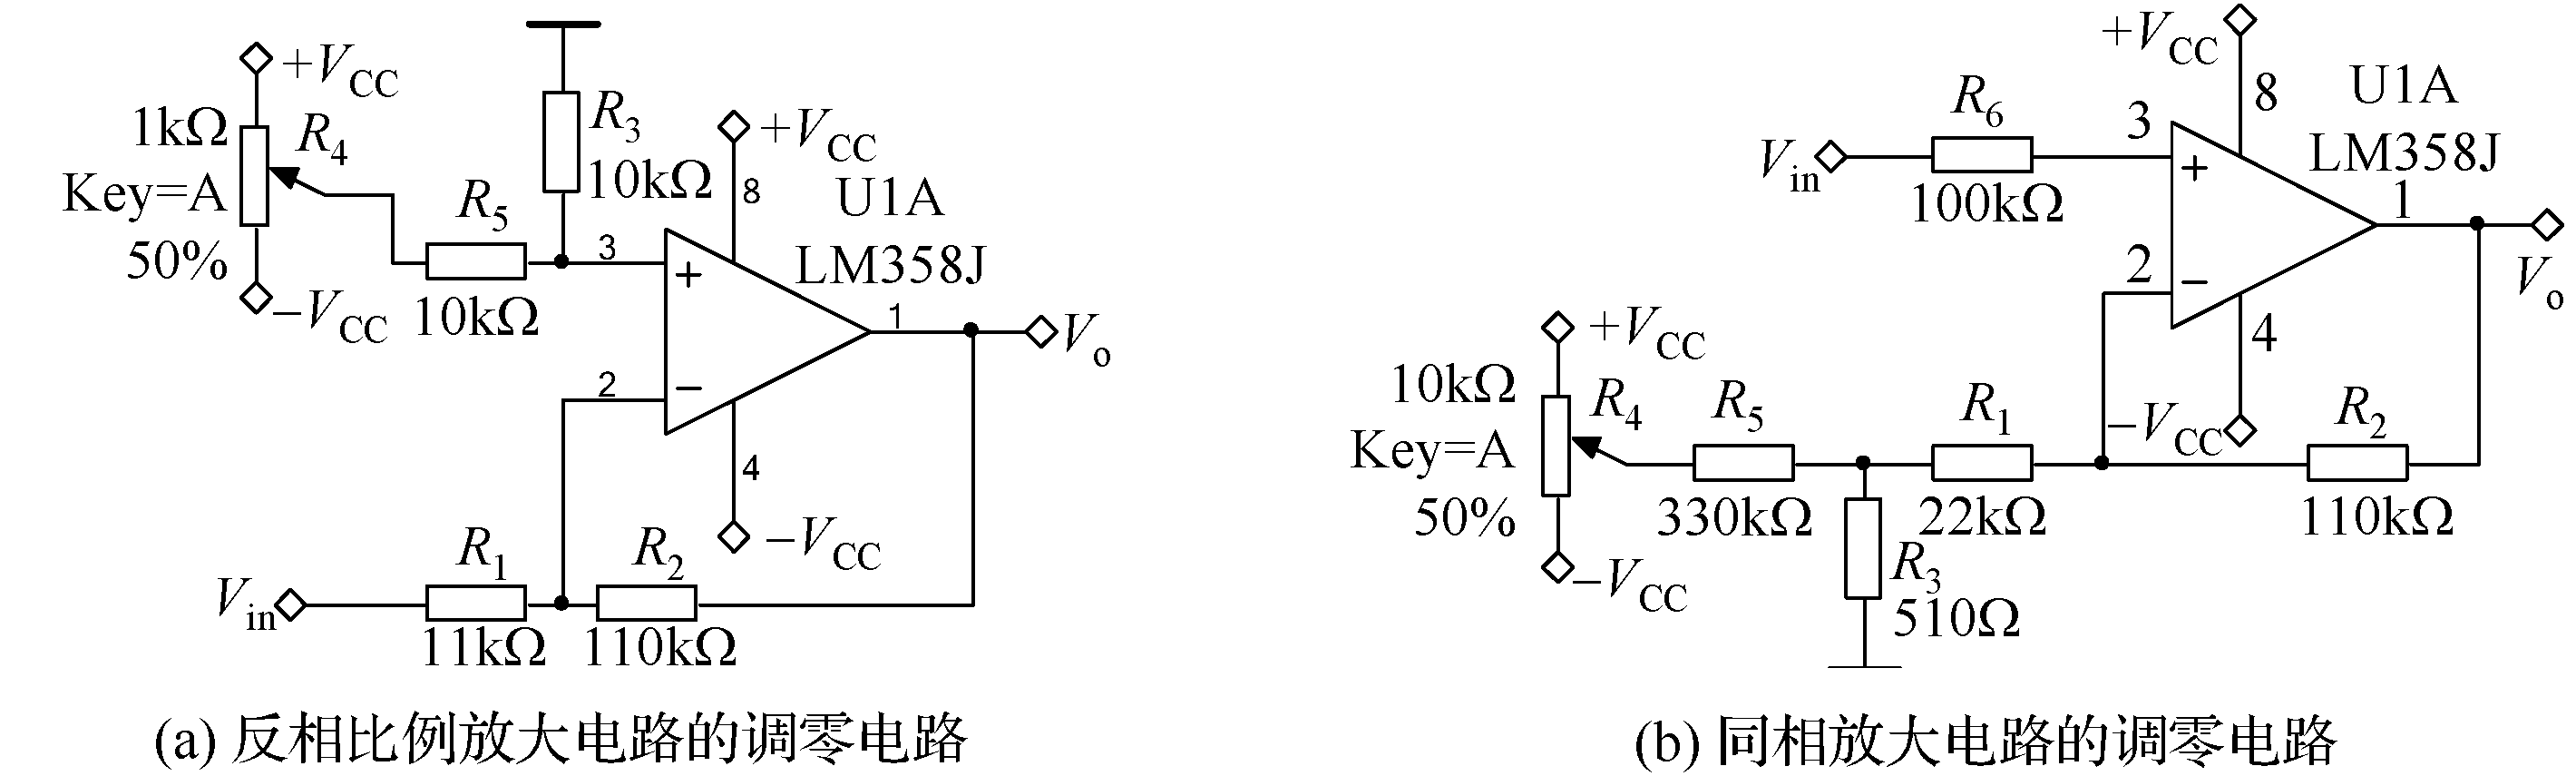 +VCC
1kΩ
R4
Key=A
50%
−VCC
R5
10kΩ
R3
10kΩ
+VCC
8
U1A
LM358J
3
+
2
−
1
Vo
4
−VCC
Vin
R1
11kΩ
R2
110kΩ
(a) 反相比例放大电路的调零电路
+VCC
8
U1A
LM358J
R6
3
Vin
100kΩ
+
1
2
−
Vo
4
−VCC
+VCC
10kΩ
R4
Key=A
50%
−VCC
R5
330kΩ
R1
22kΩ
R2
110kΩ
R3
510Ω
(b) 同相放大电路的调零电路